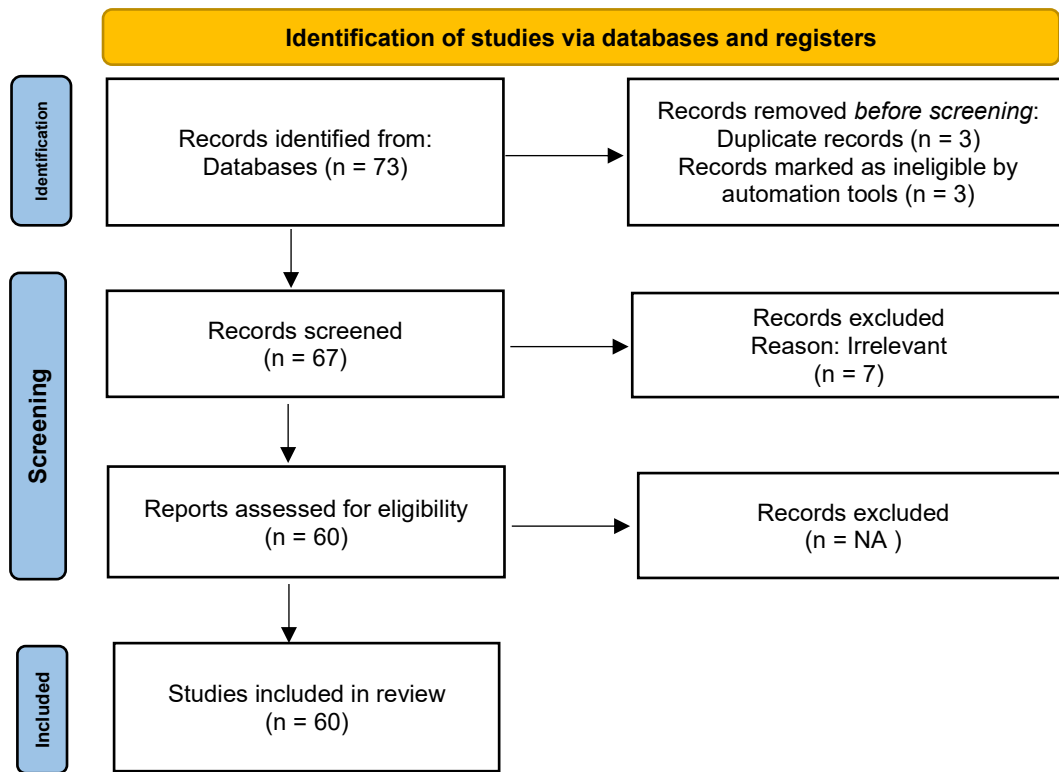 Identification of studies via databases and registers
Identification
Records identified from:
Databases (n = 73)
Records removed before screening:
Duplicate records (n = 3)
Records marked as ineligible by
automation tools (n = 3)
Screening
Records screened
(n = 67)
Records excluded
Reason: Irrelevant
(n = 7)
Reports assessed for eligibility
(n = 60)
Records excluded
(n = NA )
Included
Studies included in review
(n = 60)